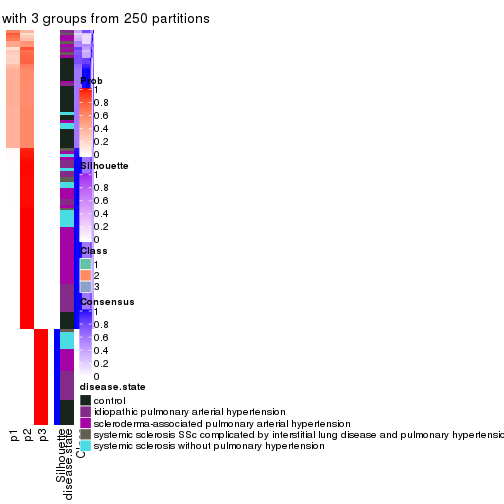 with 3 groups from 250 partitions
Prob
1
0.8
0.6
0.4
0.2
0
Silhouette
1
0.8
0.6
0.4
0.2
0
Class
1
2
3
Consensus
1
0.8
0.6
0.4
0.2
0
disease.state
control
idiopathic pulmonary arterial hypertension
scleroderma-associated pulmonary arterial hypertension
systemic sclerosis SSc complicated by interstitial lung disease and pulmonary hypertensio
systemic sclerosis without pulmonary hypertension
p1
p2
p3
Silhouette
disease.state